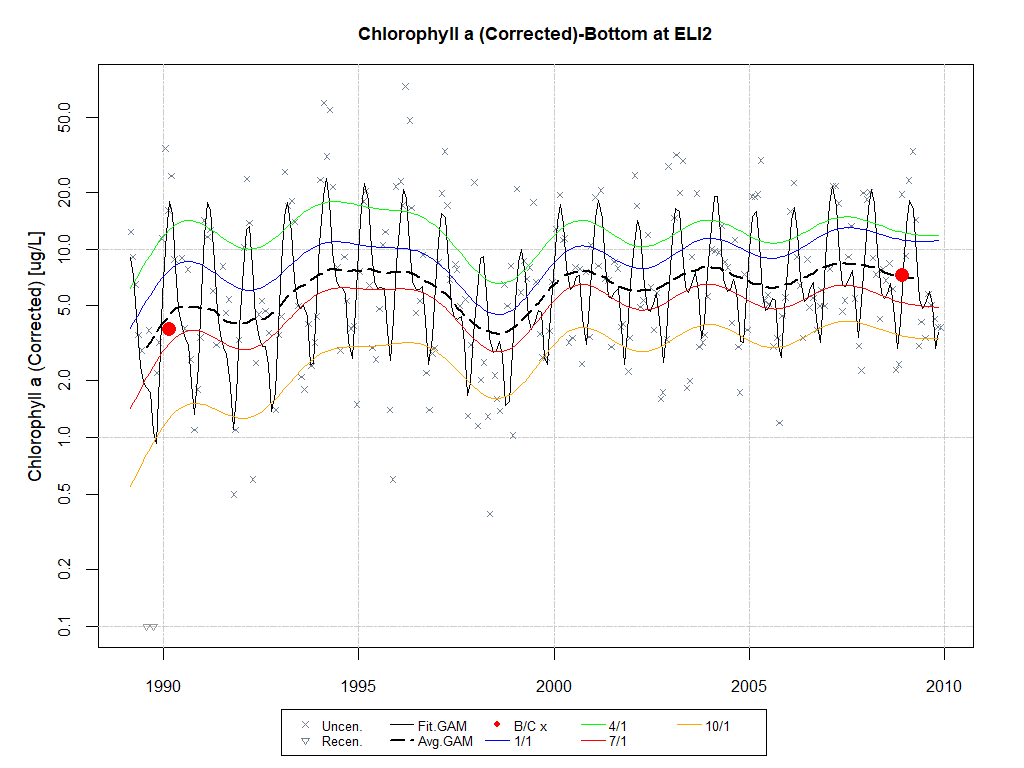 Chlorophyll a (Corrected)-Bottom at ELI2
Chlorophyll a (Corrected) [ug/L]
50.0
20.0
10.0
5.0
2.0
1.0
0.5
0.2
0.1
1990 1995 2000 2005 2010
Uncen. Fit.GAM B/C x 4/1 10/1
Recen. Avg.GAM 1/1 7/1